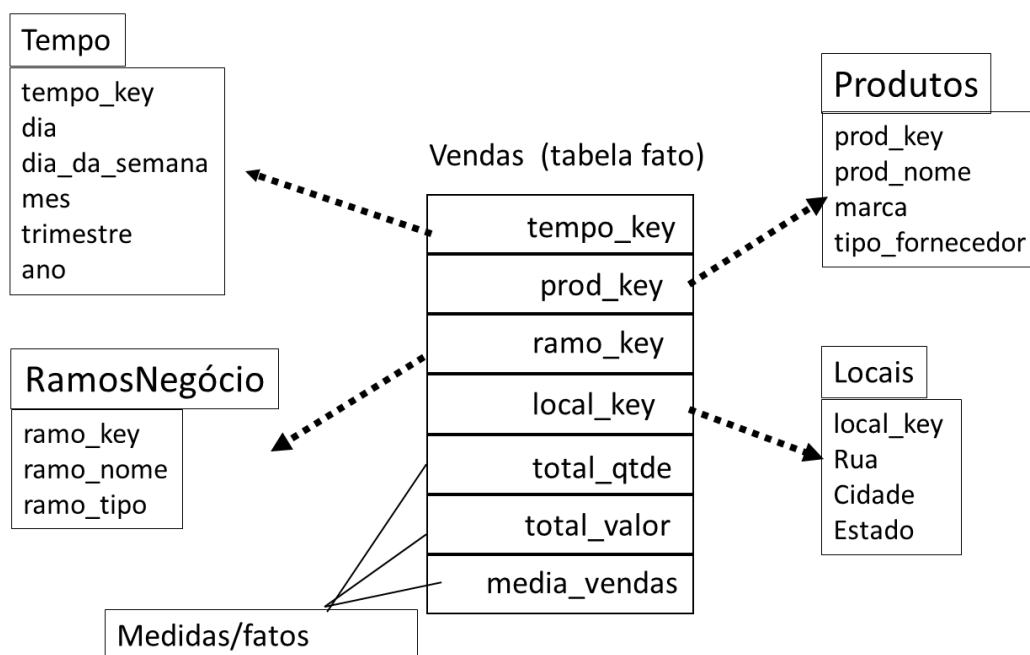 Tempo
tempo_key
dia
dia_da_semana
mes
trimestre
ano
RamosNegócio
ramo_key
ramo_nome
ramo_tipo
Vendas (tabela fato)
tempo_key
prod_key
ramo_key
local_key
total_qtde
total_valor
media_vendas
Medidas/fatos
Produtos
prod_key
prod_nome
marca
tipo_fornecedor
Locais
local_key
Rua
Cidade
Estado